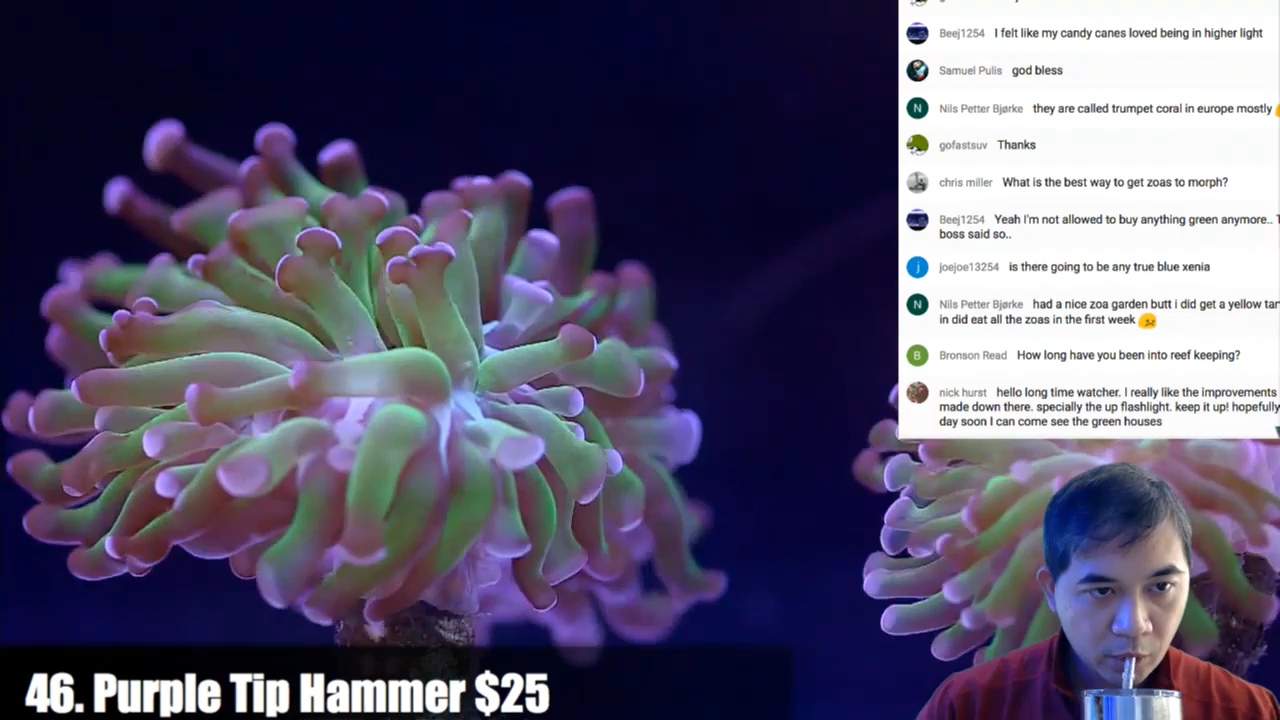 Beej1254 I felt like my candy canes loved being in higher light
Samuel Pulis god bless
N Nils Petter Bjørke they are called trumpet coral in europe mostly
gofastsuv Thanks
chris miller What is the best way to get zoas to morph?
Beej1254 Yeah I'm not allowed to buy anything green anymore..
boss said so..
j joejoe13254 is there going to be any true blue xenia
N Nils Petter Bjørke had a nice zoa garden butt i did get a yellow
in did eat all the zoas in the first week
B Bronson Read How long have you been into reef keeping?
nick hurst hello long time watcher. I really like the improvements
made down there. specially the up flashlight. keep it up! hopefully
day soon I can come see the green houses
46. Purple Tip Hammer $25